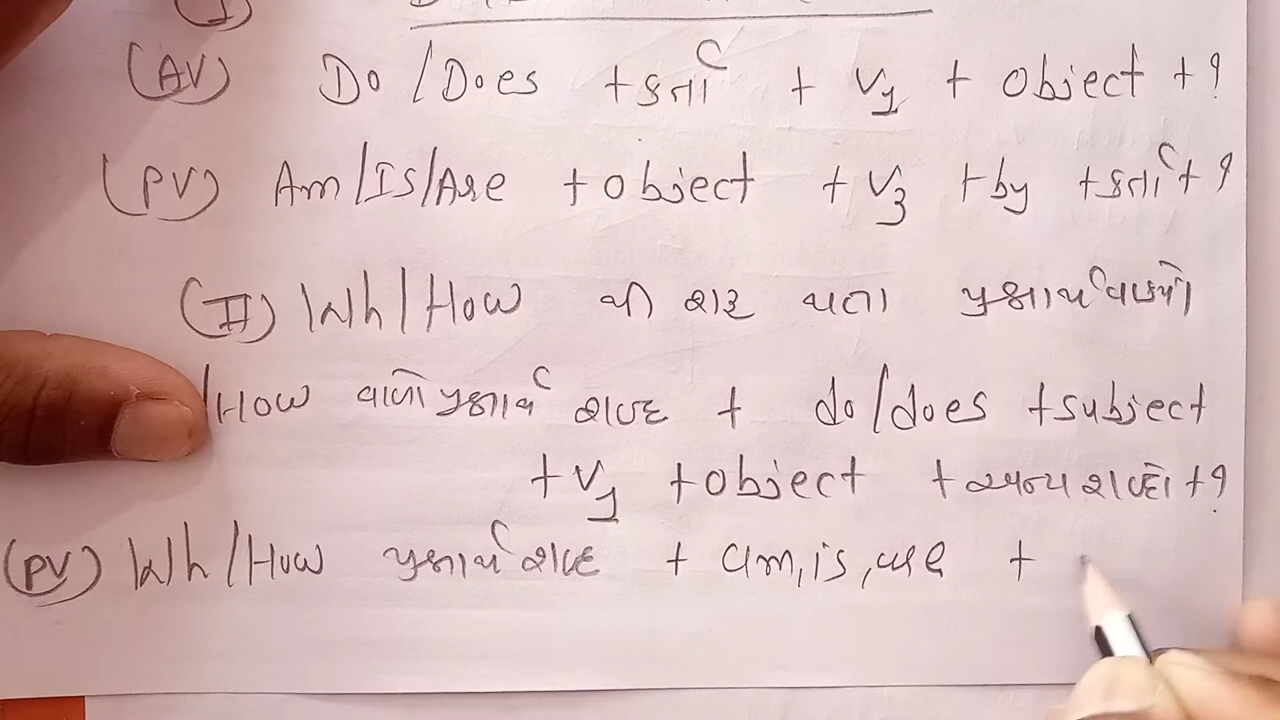 (I)
(AV) Do/Does +કર્તા + V1 + object + ?
(PV) Am/Is/Are +object + V3 +by +કર્તા + ?
(II) Wh/How થી શરૂ થતા પ્રશ્નાર્થવાક્યો
/How વાળો પ્રશ્નાર્થ શબ્દ + do/does +subject
+V1 +object +અન્ય શબ્દો +?
(PV) Wh/How પ્રશ્નાર્થ શબ્દ + am, is, are +